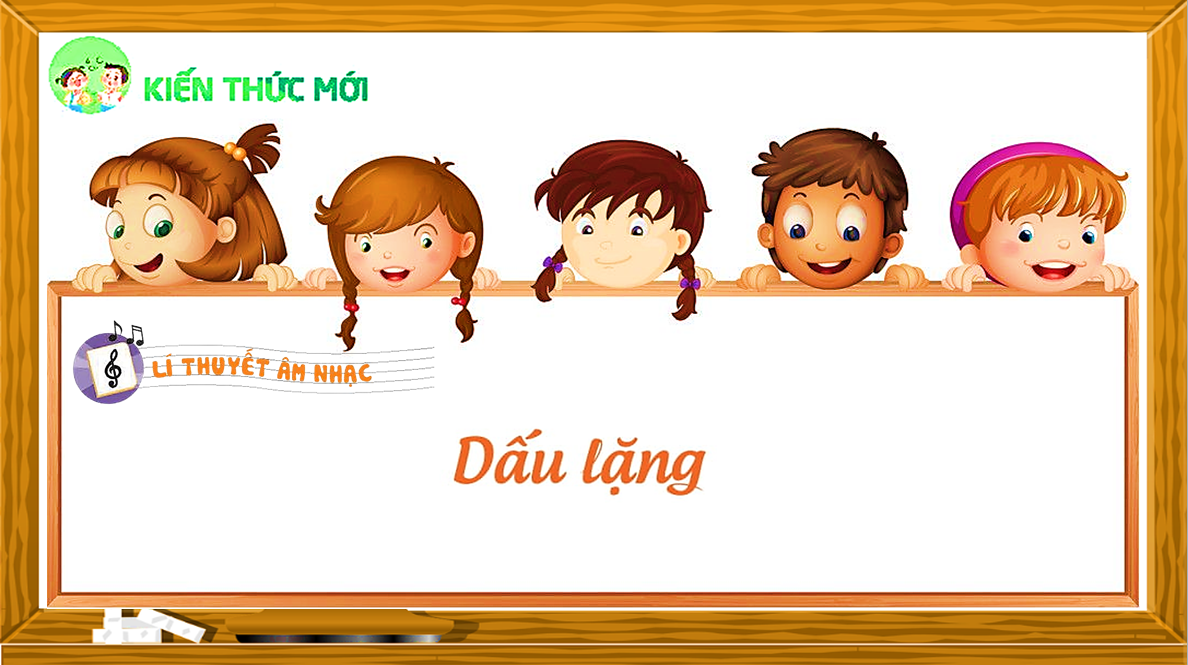 KIẾN THỨC MỚI
LÍ THUYẾT ÂM NHẠC
Dấu lặng